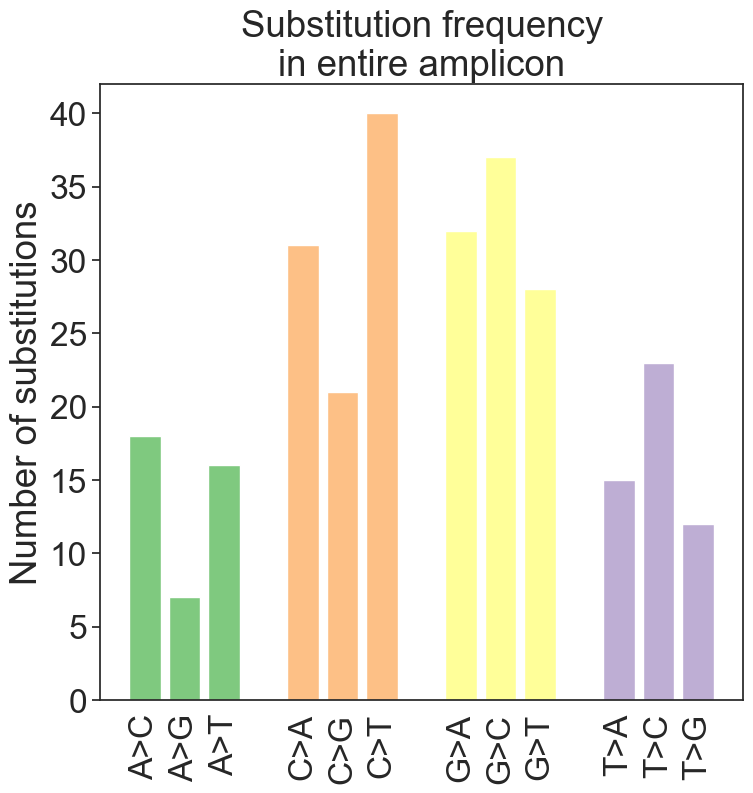 Substitution frequency
in entire amplicon
Number of substitutions
40
35
30
25
20
15
10
5
0
A>C
A>G
A>T
C>A
C>G
C>T
G>A
G>C
G>T
T>A
T>C
T>G